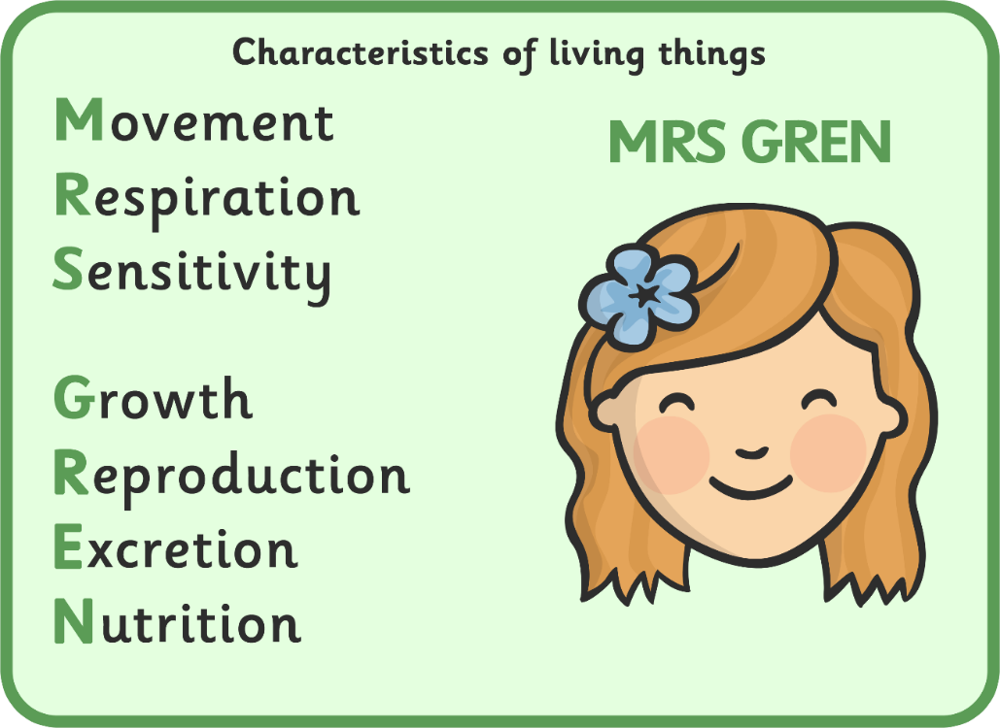 Characteristics of living things
Movement
Respiration
Sensitivity
Growth
Reproduction
Excretion
Nutrition
MRS GREN